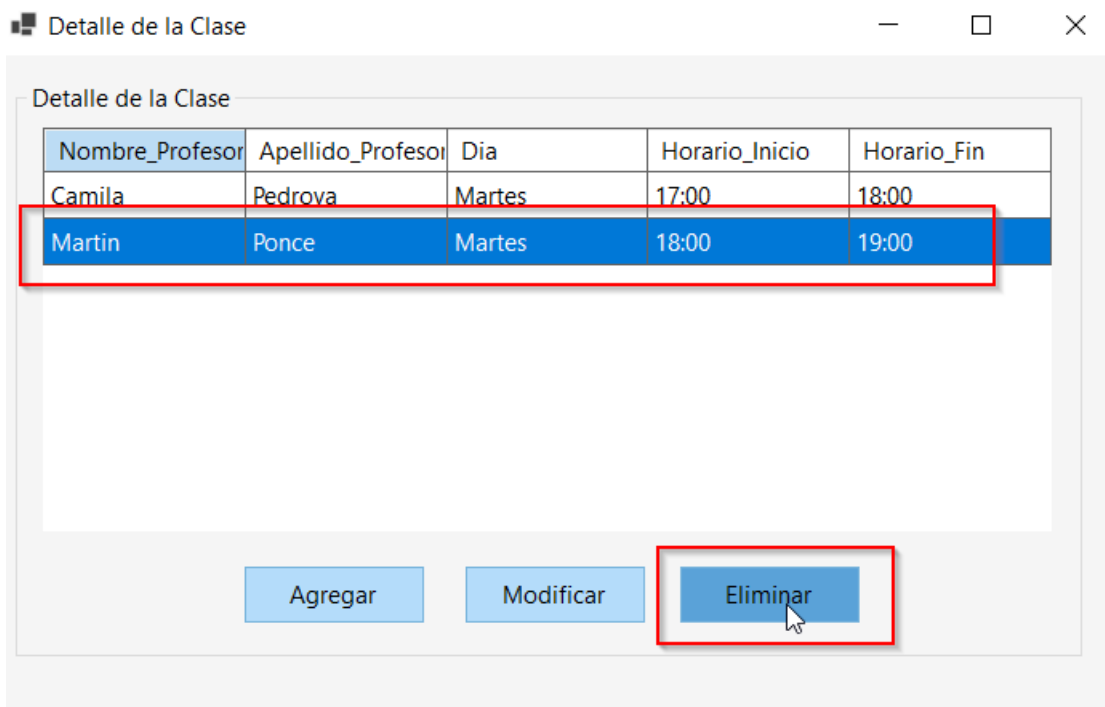 Detalle de la Clase
Detalle de la Clase
Nombre_Profesor Apellido_Profesor Dia Horario_Inicio Horario_Fin
Camila Pedroya Martes 17:00 18:00
Martin Ponce Martes 18:00 19:00
Agregar Modificar Eliminar